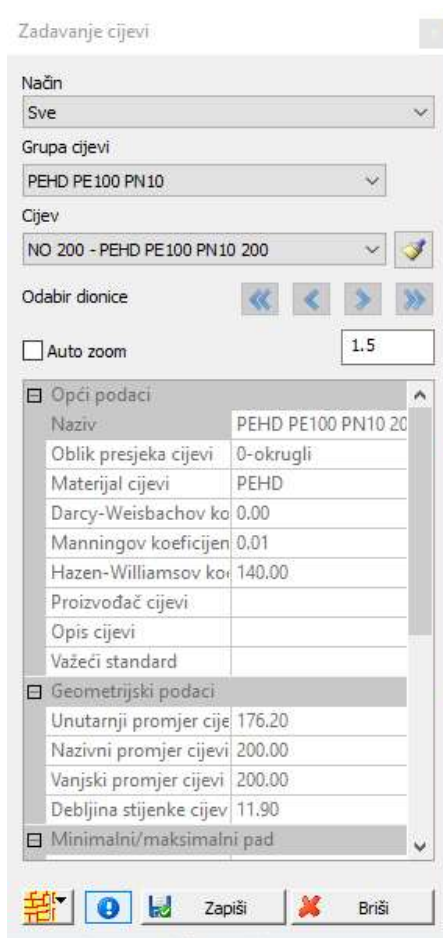 Zadavanje cijevi
Način
Sve
Grupa cijevi
PEHD PE100 PN10
Cijev
NO 200 - PEHD PE100 PN10 200
Odabir dionice
Auto zoom
1.5
Opći podaci
Naziv PEHD PE100 PN10 20
Oblik presjeka cijevi 0-okrugli
Materijal cijevi PEHD
Darcy-Weisbachov ko 0.00
Manningov koeficijen 0.01
Hazen-Williamsov koe 140.00
Proizvođač cijevi
Opis cijevi
Važeći standard
Geometrijski podaci
Unutarnji promjer cije 176.20
Nazivni promjer cijevi 200.00
Vanjski promjer cijevi 200.00
Debljina stijenke cijev 11.90
Minimalni/maksimalni pad
Zapiši Briši